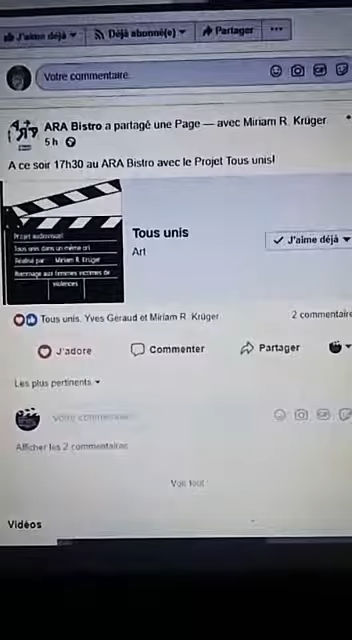 J'aime déjà
Déjà abonné(e)
Partager
Votre commentaire.
ARA Bistro a partagé une Page — avec Miriam R. Krüger.
5 h
A ce soir 17h30 au ARA Bistro avec le Projet Tous unis!
Projet audiovisuel
Tous unis dans un même cri
Réalisé par Miriam R. Krüger
Hommage aux femmes victimes de
violences
Tous unis
Art
J'aime déjà
Tous unis, Yves Géraud et Miriam R. Krüger
2 commentaire
J'adore
Commenter
Partager
Les plus pertinents
Votre commentaire
Afficher les 2 commentaires
Voir tout
Vidéos